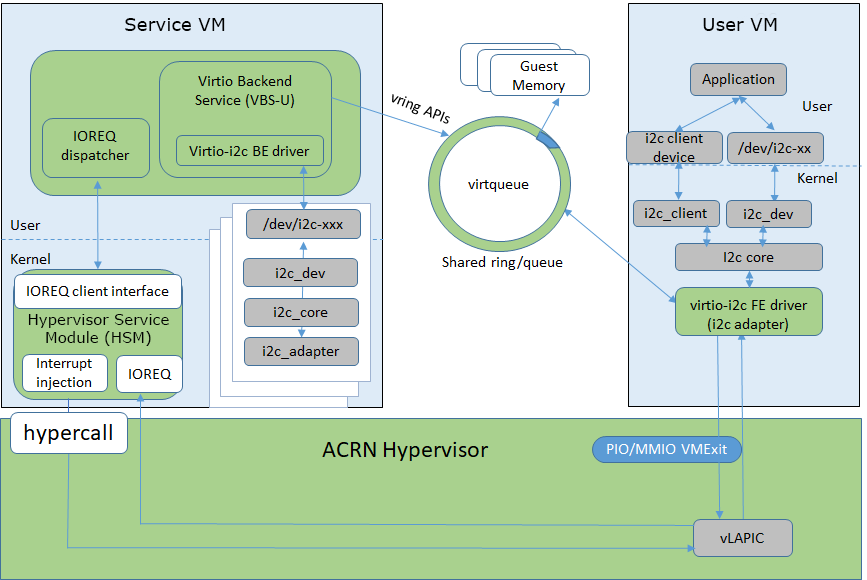 Service VM
Virtio Backend
Service (VBS-U)
IOREQ
dispatcher
Virtio-i2c BE driver
User
Kernel
/dev/i2c-xxx
i2c_dev
i2c_core
i2c_adapter
IOREQ client interface
Hypervisor Service
Module (HSM)
Interrupt
injection
IOREQ
vring APIs
Guest
Memory
virtqueue
Shared ring/queue
User VM
Application
User
i2c client
device
/dev/i2c-xx
Kernel
i2c_client
i2c_dev
I2c core
virtio-i2c FE driver
(i2c adapter)
hypercall
ACRN Hypervisor
PIO/MMIO VMExit
vLAPIC